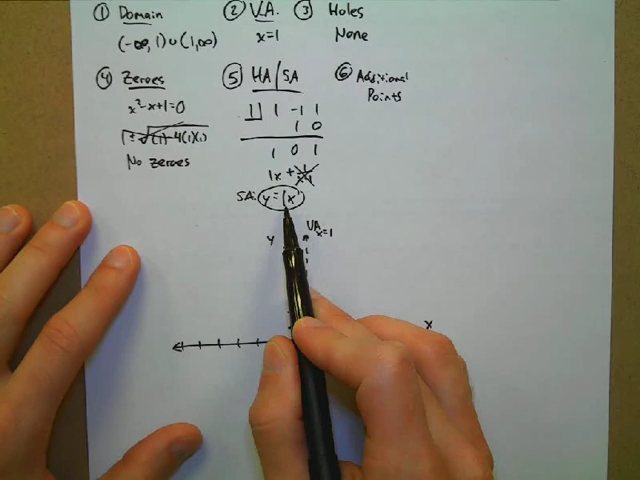 ① Domain
(-∞, 1) ∪ (1, ∞)
② V.A.
x=1
③ Holes
None
④ Zeroes
x²-x+1=0
No zeroes
⑤ HA/SA
1 1 -1 1
1 0
1 0 1
1x +
SA: y = 1x
⑥ Additional
Points
y
VA
x=1
x